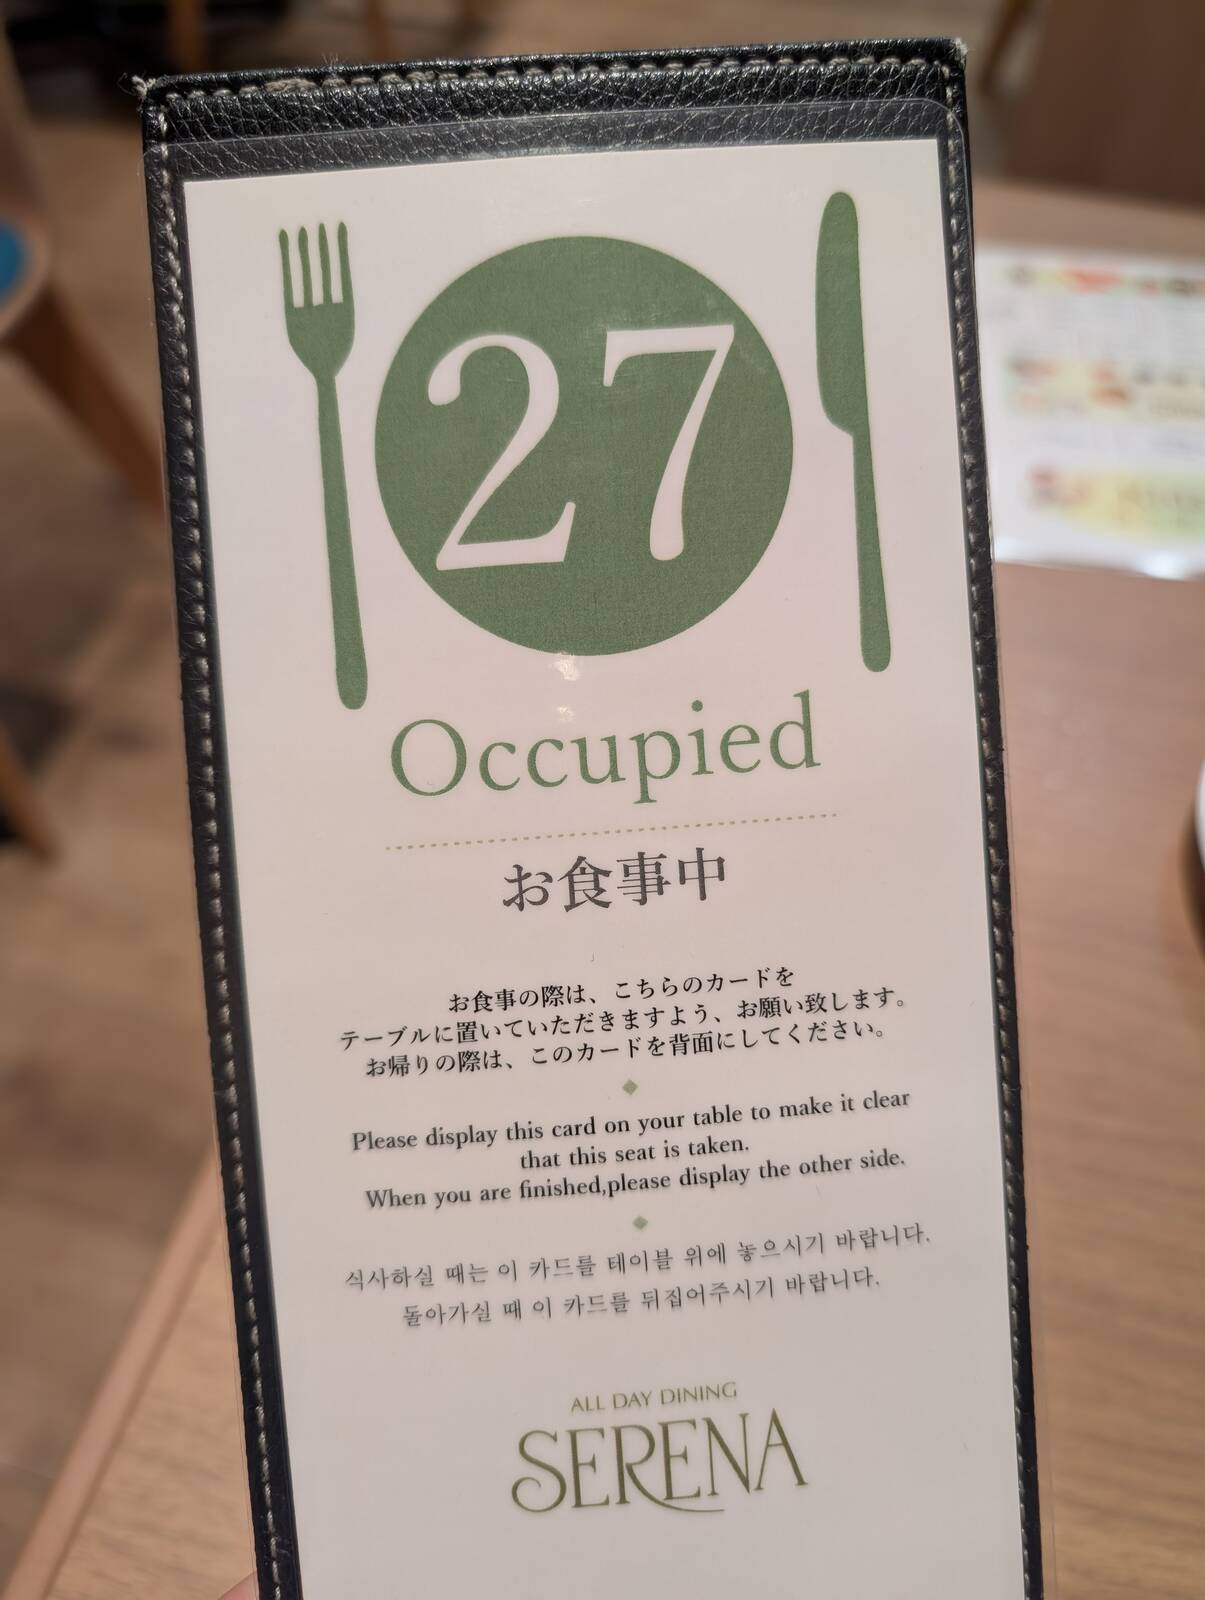 27
Occupied
お食事中
お食事の際は、こちらのカードを
テーブルに置いていただきますよう、お願い致します。
お帰りの際は、このカードを背面にしてください。
Please display this card on your table to make it clear
that this seat is taken.
When you are finished,please display the other side.
식사하실 때는 이 카드를 테이블 위에 놓으시기 바랍니다.
돌아가실 때 이 카드를 뒤집어주시기 바랍니다.
ALL DAY DINING
SERENA